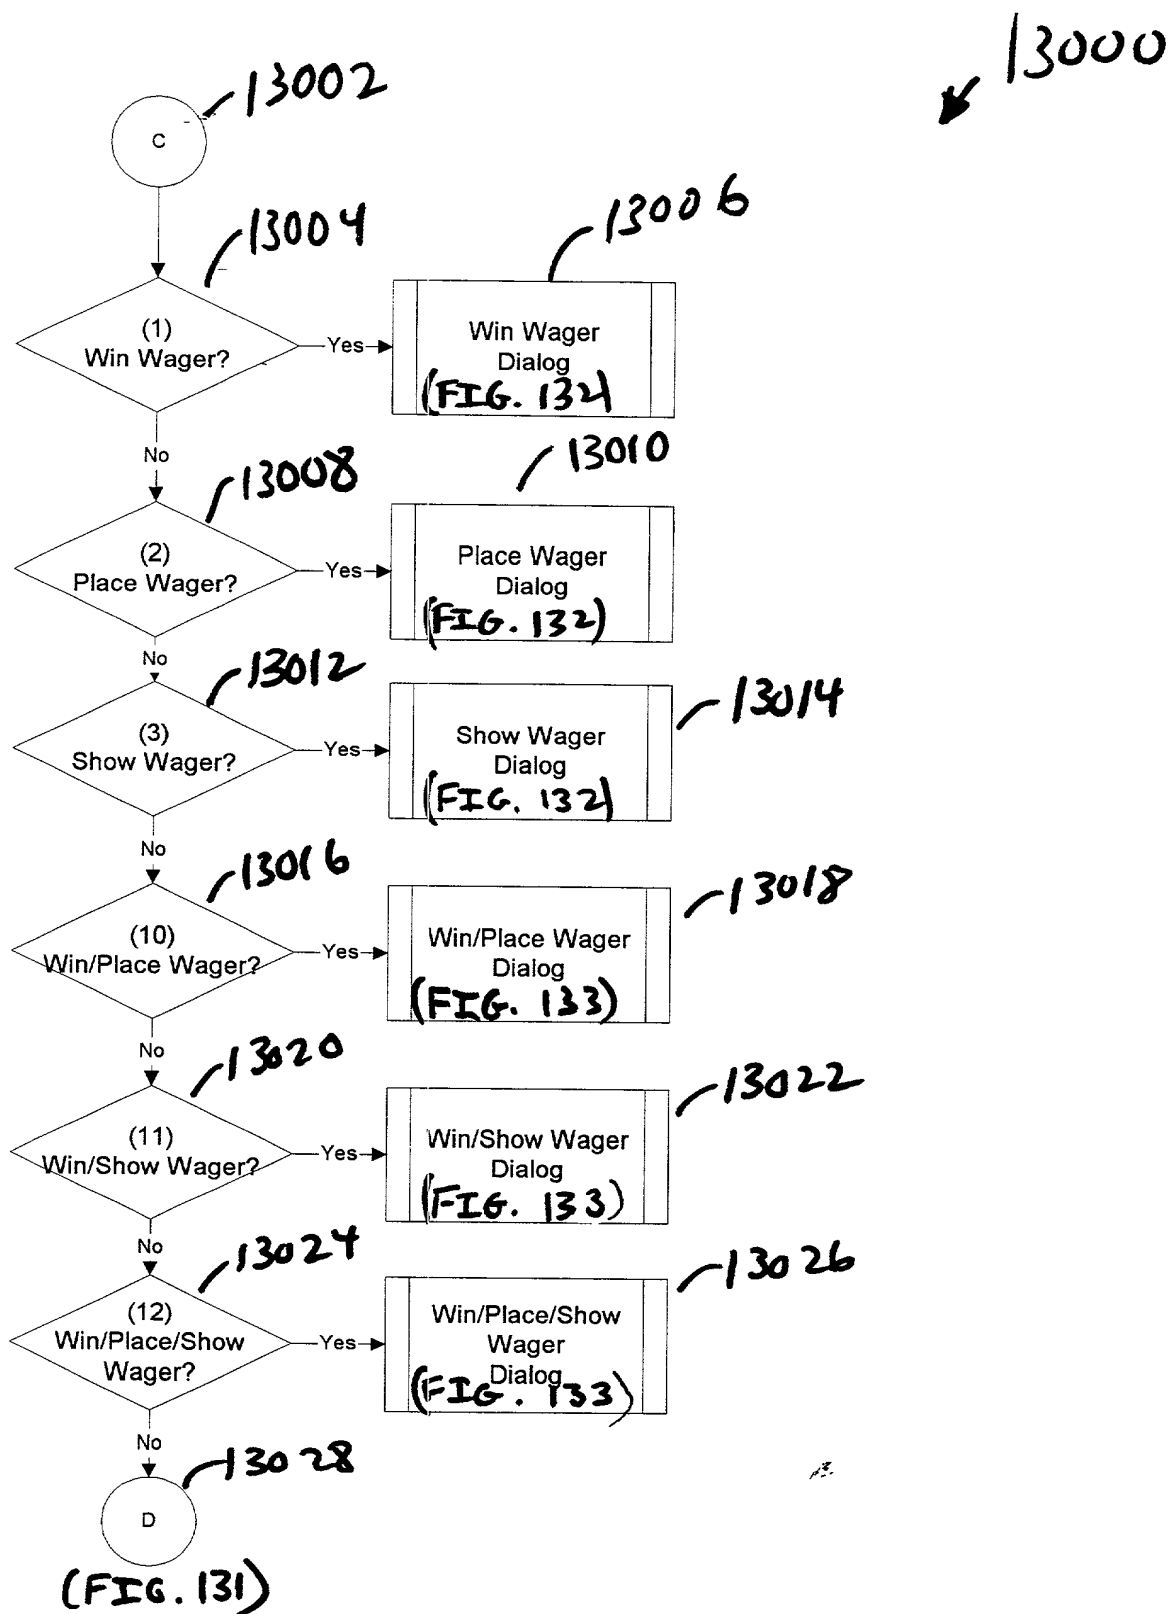 13000
13002
C
13004
13006
(1)
Win Wager?
Yes
Win Wager
Dialog
(FIG. 132)
No
13008
13010
(2)
Place Wager?
Yes
Place Wager
Dialog
(FIG. 132)
No
13012
13014
(3)
Show Wager?
Yes
Show Wager
Dialog
(FIG. 132)
No
13016
13018
(10)
Win/Place Wager?
Yes
Win/Place Wager
Dialog
(FIG. 133)
No
13020
13022
(11)
Win/Show Wager?
Yes
Win/Show Wager
Dialog
(FIG. 133)
No
13024
13026
(12)
Win/Place/Show
Wager?
Yes
Win/Place/Show
Wager
Dialog
(FIG. 133)
No
13028
D
(FIG. 131)